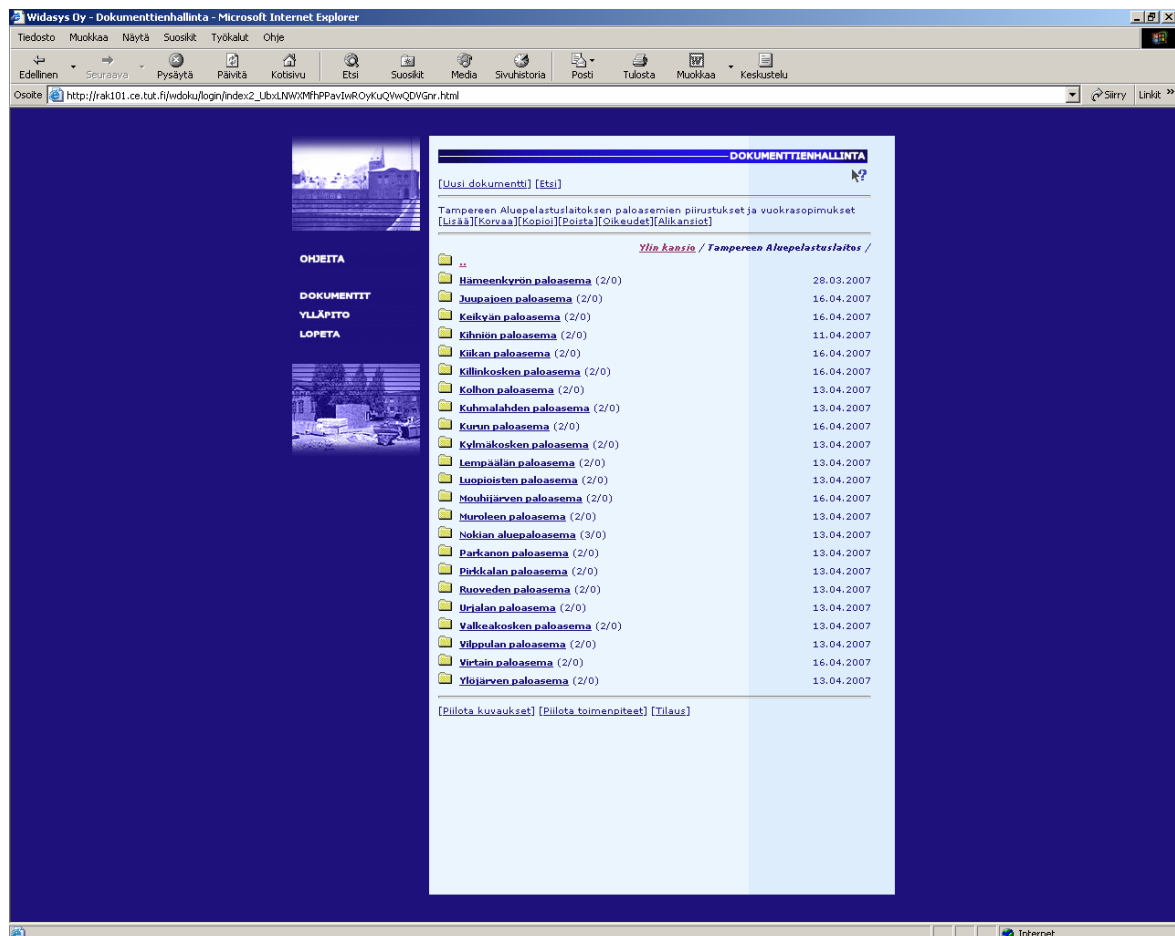 Widasys Oy - Dokumenttienhallinta - Microsoft Internet Explorer
Tiedosto Muokkaa Näytä Suosikit Työkalut Ohje
Edellinen Seuraava Pysäytä Päivitä Kotisivu Etsi Suosikit Media Sivuhistoria Posti Tulosta Muokkaa Keskustelu
Osoite http://rak101.ce.tut.fi/wdoku/login/index2_UbxLNWXMfhPPavIwROyKuQVwQDVGnr.html Siirry Linkit »
DOKUMENTTIENHALLINTA
[Uusi dokumentti] [Etsi]
Tampereen Aluepelastuslaitoksen paloasemien piirustukset ja vuokrasopimukset
[Lisää][Korvaa][Kopioi][Poista][Oikeudet][Alikansiot]
Ylin kansio / Tampereen Aluepelastuslaitos /
OHJEITA
DOKUMENTIT
YLLÄPITO
LOPETA
..
Hämeenkyrön paloasema (2/0) 28.03.2007
Juupajoen paloasema (2/0) 16.04.2007
Keikyän paloasema (2/0) 16.04.2007
Kihniön paloasema (2/0) 11.04.2007
Kiikan paloasema (2/0) 16.04.2007
Killinkosken paloasema (2/0) 16.04.2007
Kolhon paloasema (2/0) 13.04.2007
Kuhmalahden paloasema (2/0) 13.04.2007
Kurun paloasema (2/0) 16.04.2007
Kylmäkosken paloasema (2/0) 13.04.2007
Lempäälän paloasema (2/0) 13.04.2007
Luopioisten paloasema (2/0) 13.04.2007
Mouhijärven paloasema (2/0) 16.04.2007
Muroleen paloasema (2/0) 13.04.2007
Nokian aluepaloasema (3/0) 13.04.2007
Parkanon paloasema (2/0) 13.04.2007
Pirkkalan paloasema (2/0) 13.04.2007
Ruoveden paloasema (2/0) 13.04.2007
Urjalan paloasema (2/0) 13.04.2007
Valkeakosken paloasema (2/0) 13.04.2007
Vilppulan paloasema (2/0) 13.04.2007
Virtain paloasema (2/0) 16.04.2007
Ylöjärven paloasema (2/0) 13.04.2007
[Piilota kuvaukset] [Piilota toimenpiteet] [Tilaus]
Internet